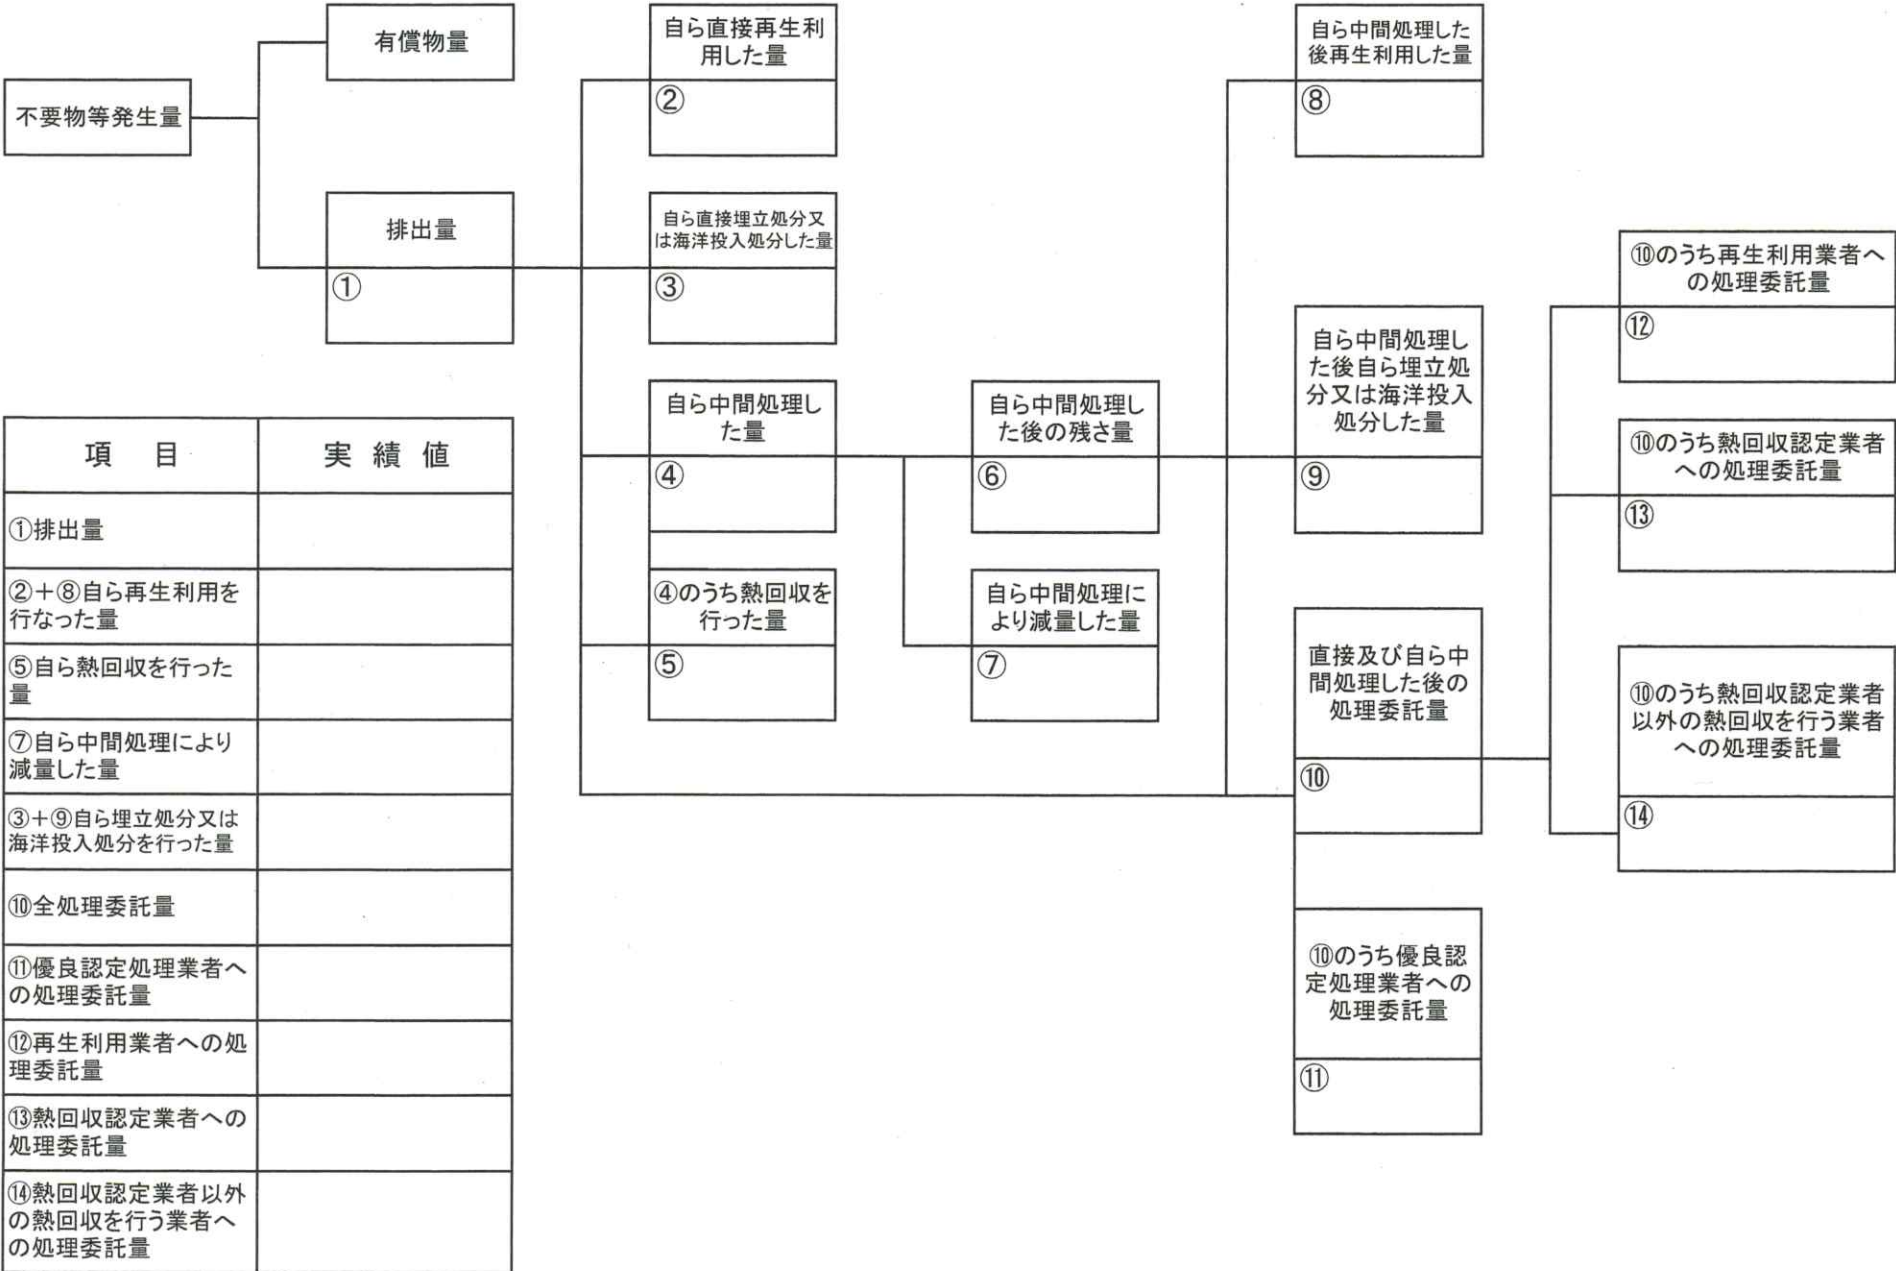 不要物等発生量
有償物量
排出量
①
自ら直接再生利
用した量
②
自ら直接埋立処分又
は海洋投入処分した量
③
自ら中間処理し
た量
④
④のうち熱回収を
行った量
⑤
自ら中間処理し
た後の残さ量
⑥
自ら中間処理に
より減量した量
⑦
自ら中間処理した
後再生利用した量
⑧
自ら中間処理し
た後自ら埋立処
分又は海洋投入
処分した量
⑨
直接及び自ら中
間処理した後の
処理委託量
⑩
⑩のうち優良認
定処理業者への
処理委託量
⑪
⑩のうち再生利用業者へ
の処理委託量
⑫
⑩のうち熱回収認定業者
への処理委託量
⑬
⑩のうち熱回収認定業者
以外の熱回収を行う業者
への処理委託量
⑭
項 目
実 績 値
①排出量
②+⑧自ら再生利用を
行なった量
⑤自ら熱回収を行った
量
⑦自ら中間処理により
減量した量
③+⑨自ら埋立処分又は
海洋投入処分を行った量
⑩全処理委託量
⑪優良認定処理業者へ
の処理委託量
⑫再生利用業者への処
理委託量
⑬熱回収認定業者への
処理委託量
⑭熱回収認定業者以外
の熱回収を行う業者へ
の処理委託量